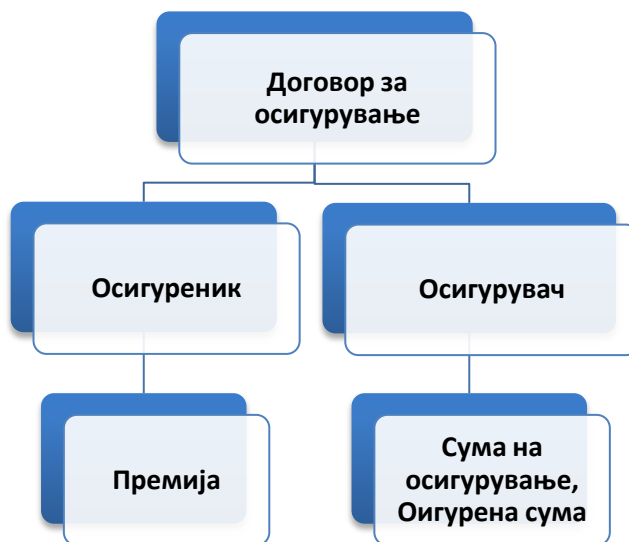 Договор за
осигурување
Осигуреник
Осигурувач
Премија
Сума на
осигурување,
Оигурена сума